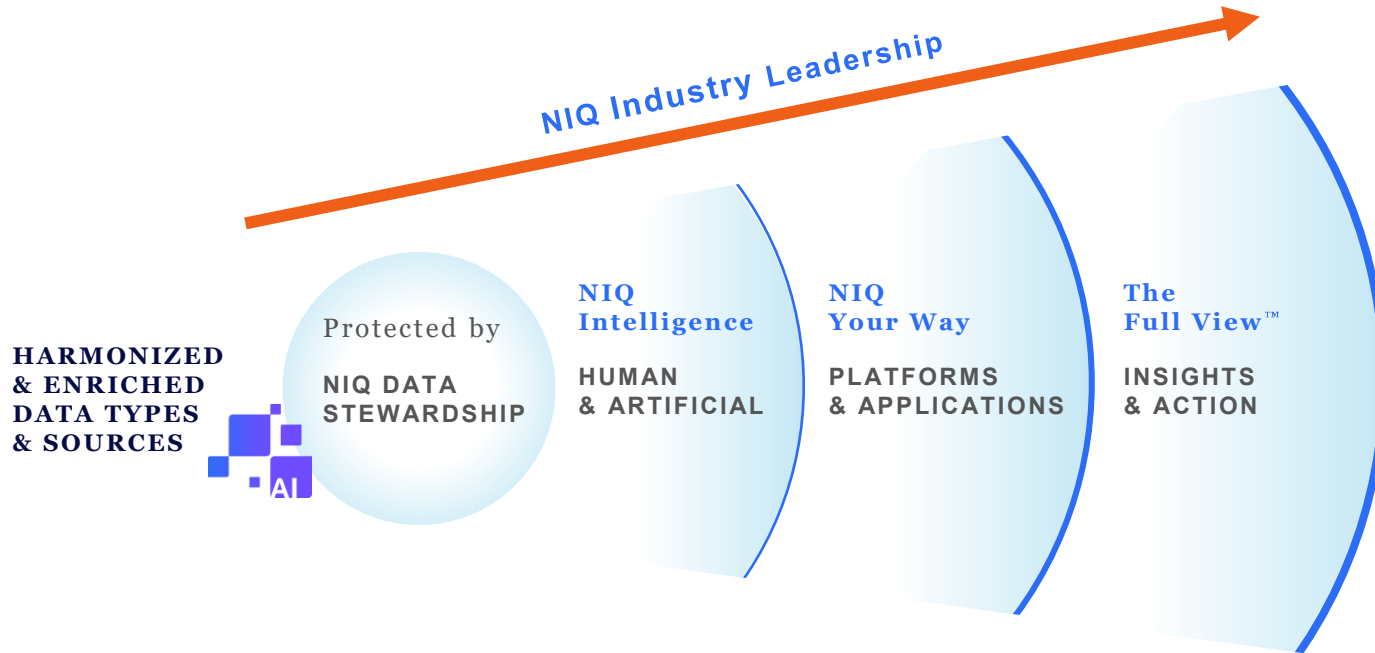 NIQ Industry Leadership
HARMONIZED
& ENRICHED
DATA TYPES
& SOURCES
AI
Protected by
NIQ DATA
STEWARDSHIP
NIQ
Intelligence
HUMAN
& ARTIFICIAL
NIQ
Your Way
PLATFORMS
& APPLICATIONS
The
Full View™
INSIGHTS
& ACTION